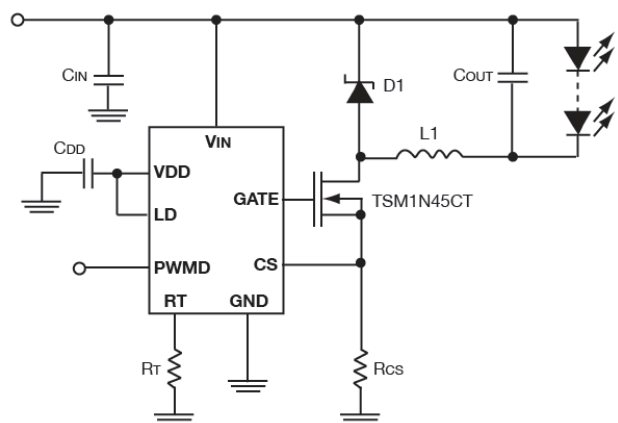 CIN
D1
COUT
L1
VIN
CDD
VDD
LD
GATE
TSM1N45CT
PWMD
CS
RT
GND
RT
RCS